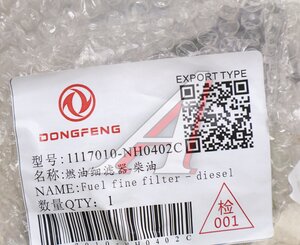 EXPORT TYPE
DONGFENG
型号:1117010-NH0402C
名称:燃油细滤器-柴油
NAME:Fuel fine filter - diesel
数量QTY: 1
检
001